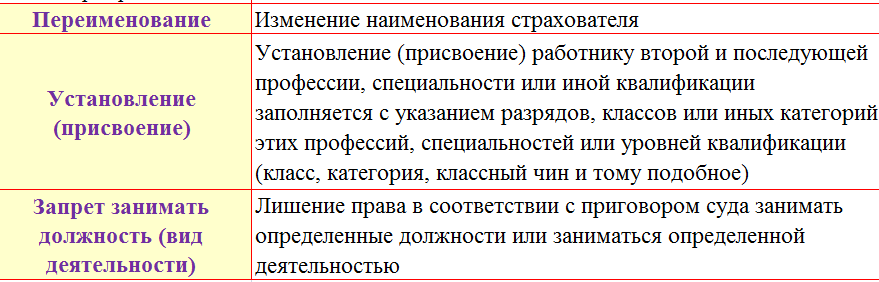 Переименование
Изменение наименования страхователя
Установление
(присвоение)
Установление (присвоение) работнику второй и последующей
профессии, специальности или иной квалификации
заполняется с указанием разрядов, классов или иных категорий
этих профессий, специальностей или уровней квалификации
(класс, категория, классный чин и тому подобное)
Запрет занимать
должность (вид
деятельности)
Лишение права в соответствии с приговором суда занимать
определенные должности или заниматься определенной
деятельностью